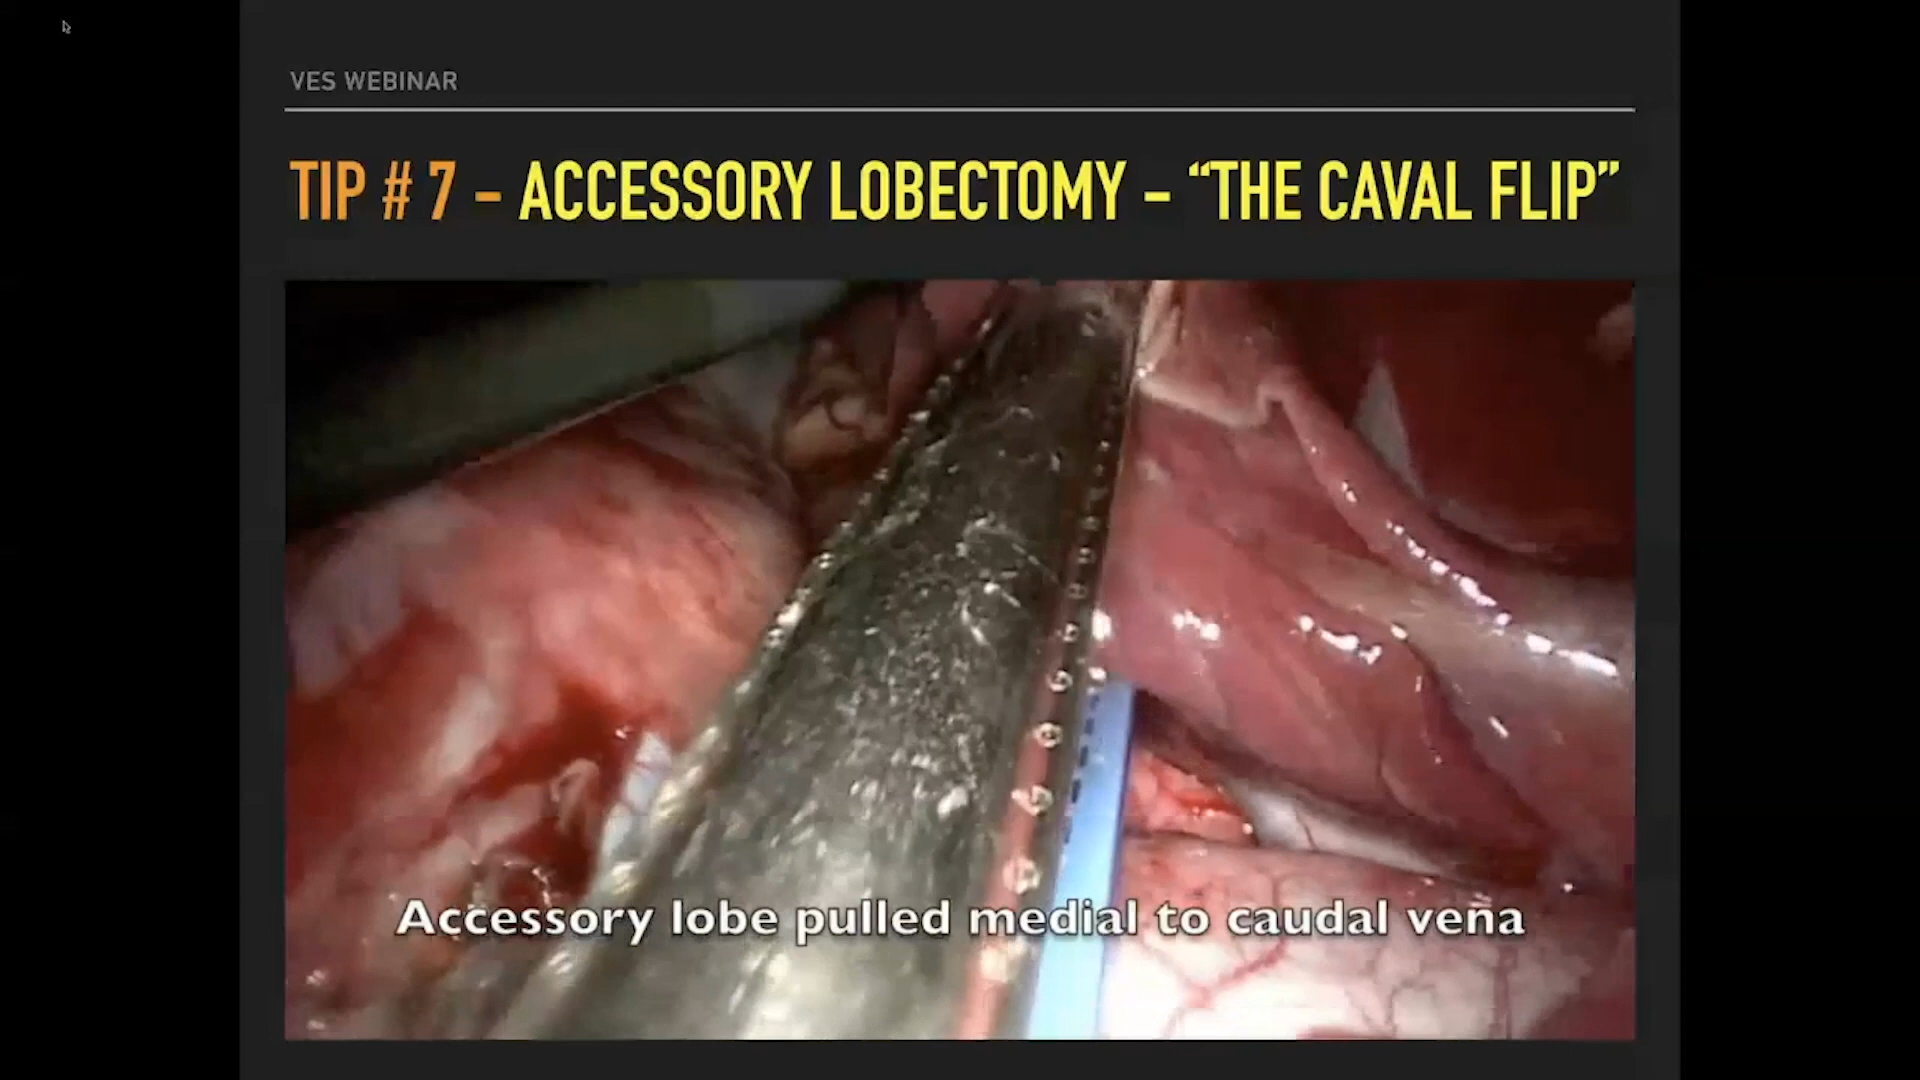 VES WEBINAR
TIP # 7 - ACCESSORY LOBECTOMY - “THE CAVAL FLIP”
Accessory lobe pulled medial to caudal vena